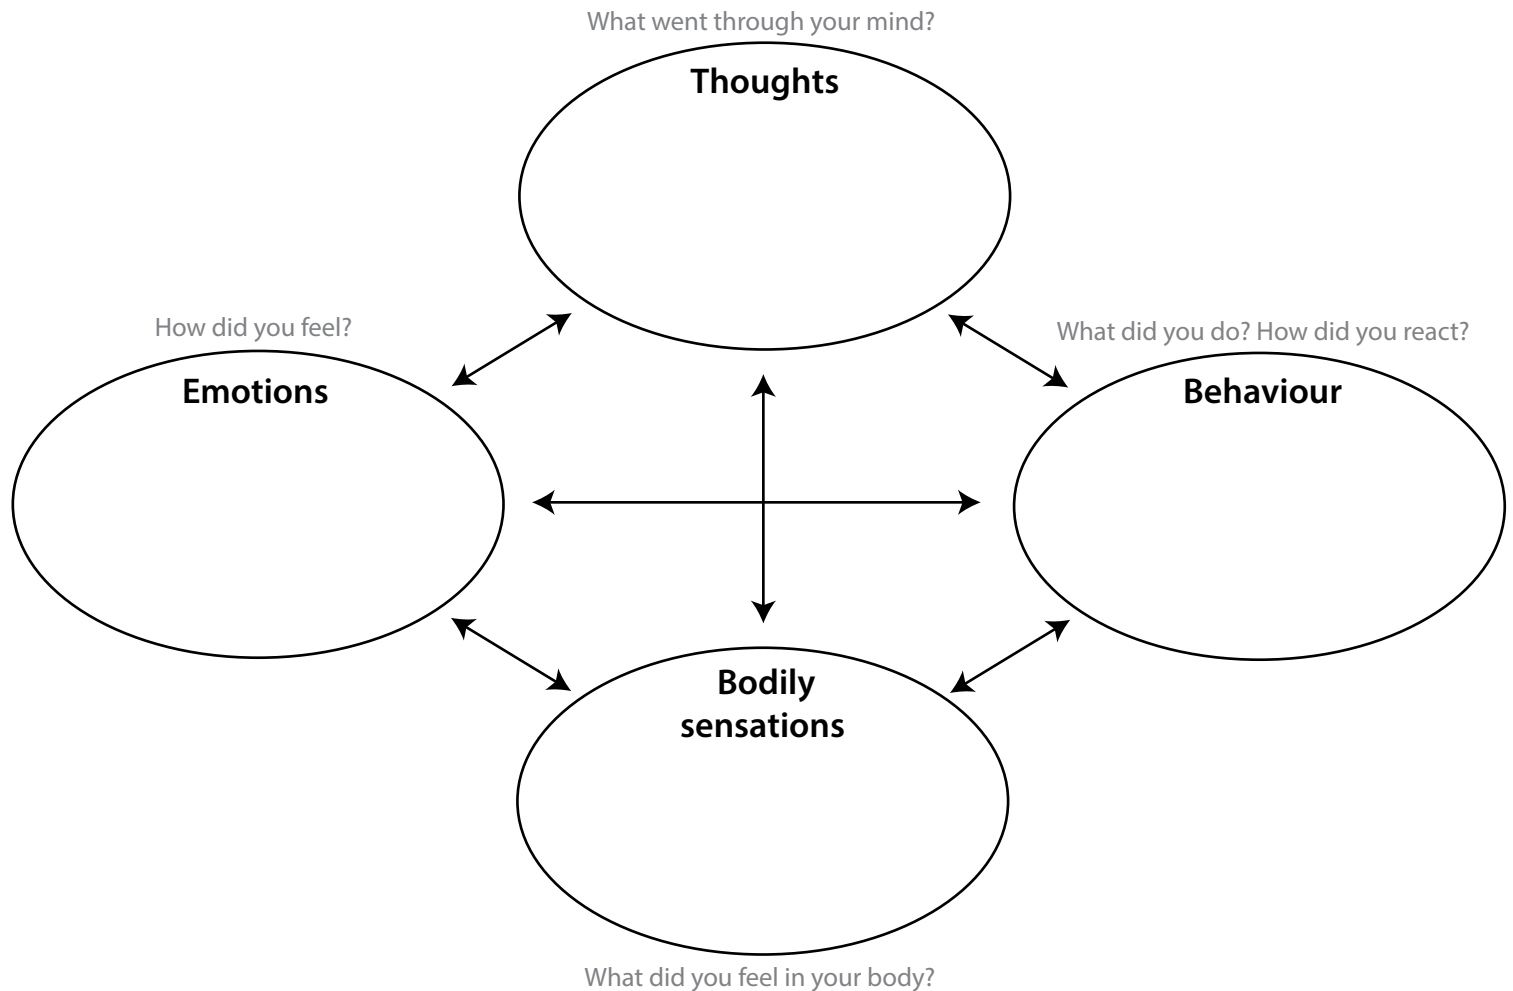 What went through your mind?
Thoughts
How did you feel?
Emotions
What did you do? How did you react?
Behaviour
Bodily
sensations
What did you feel in your body?